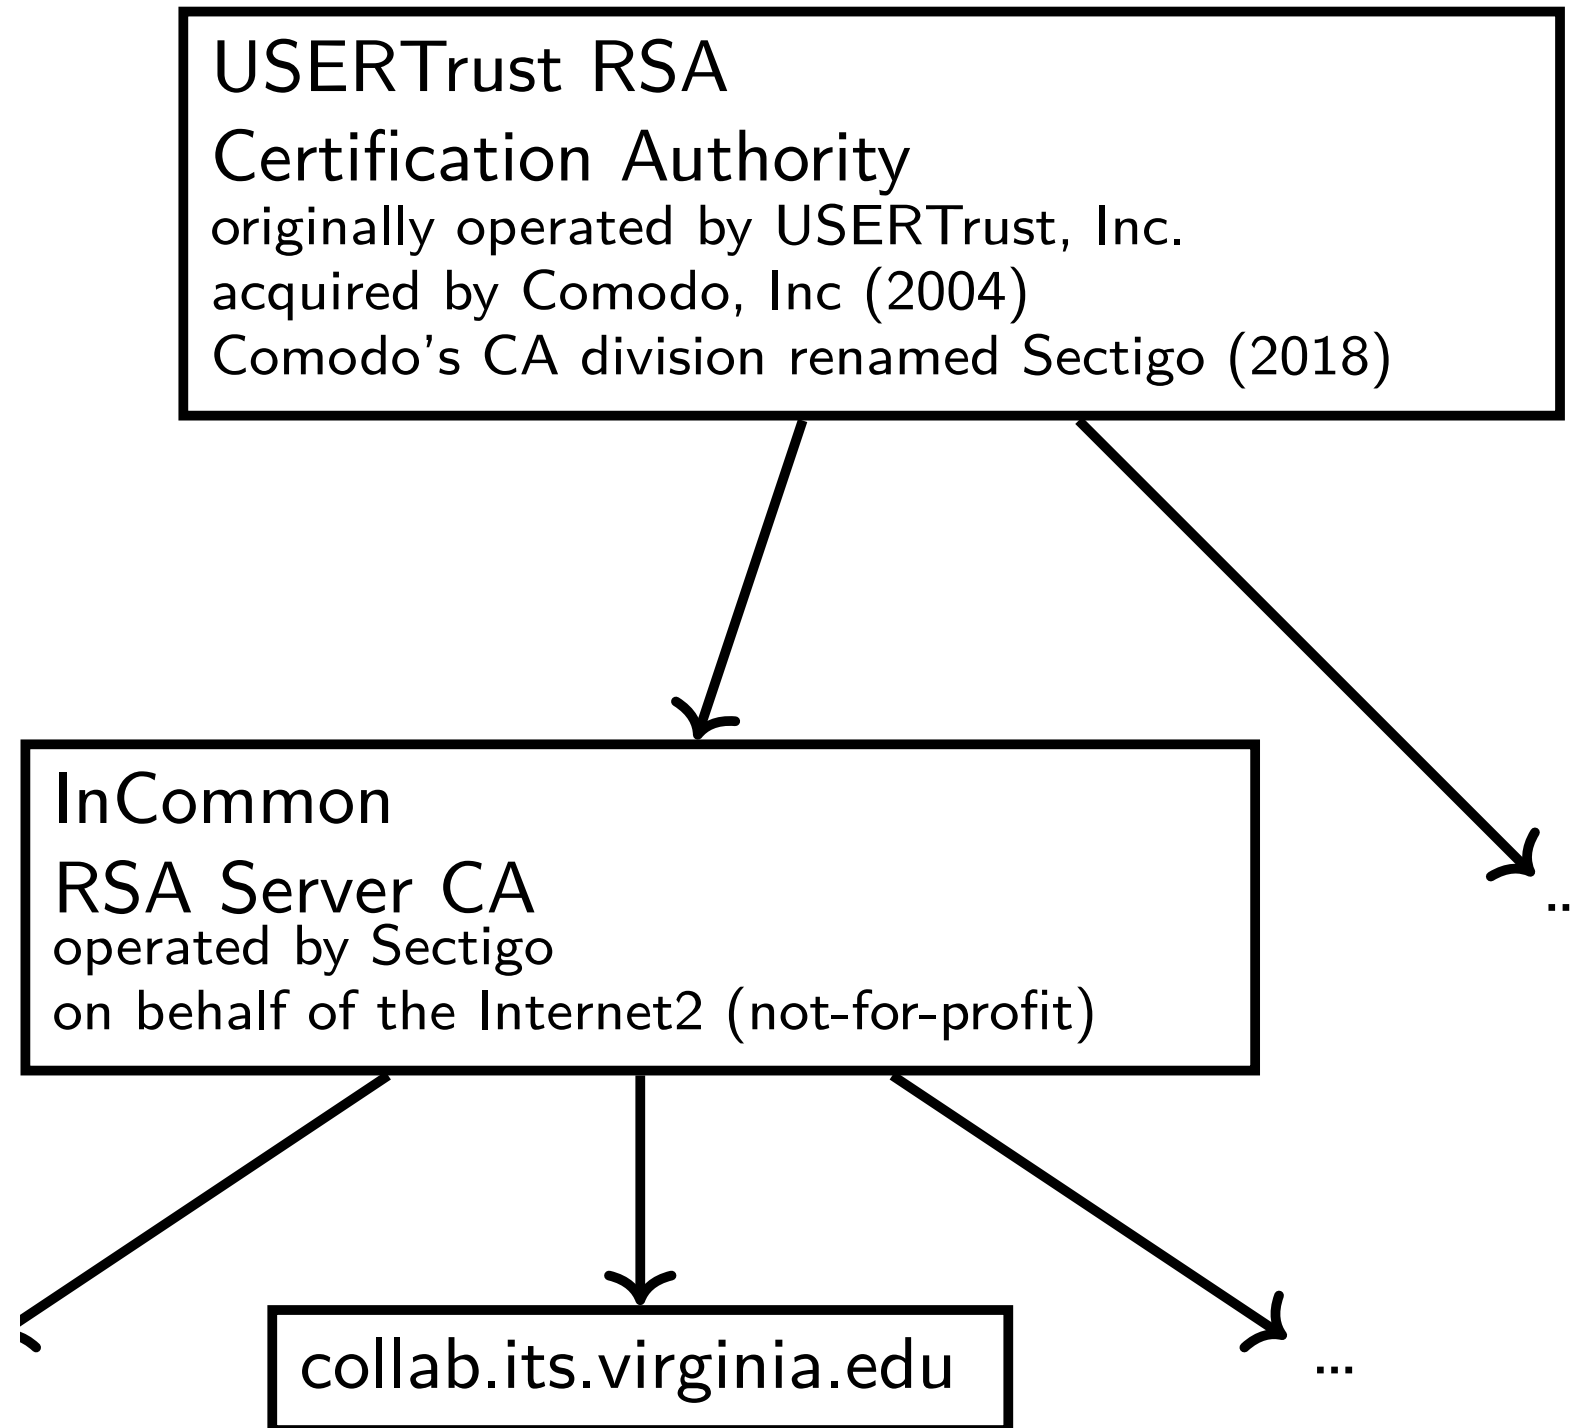 USERTrust RSA
Certification Authority
originally operated by USERTrust, Inc.
acquired by Comodo, Inc (2004)
Comodo's CA division renamed Sectigo (2018)
InCommon
RSA Server CA
operated by Sectigo
on behalf of the Internet2 (not-for-profit)
..
collab.its.virginia.edu
...